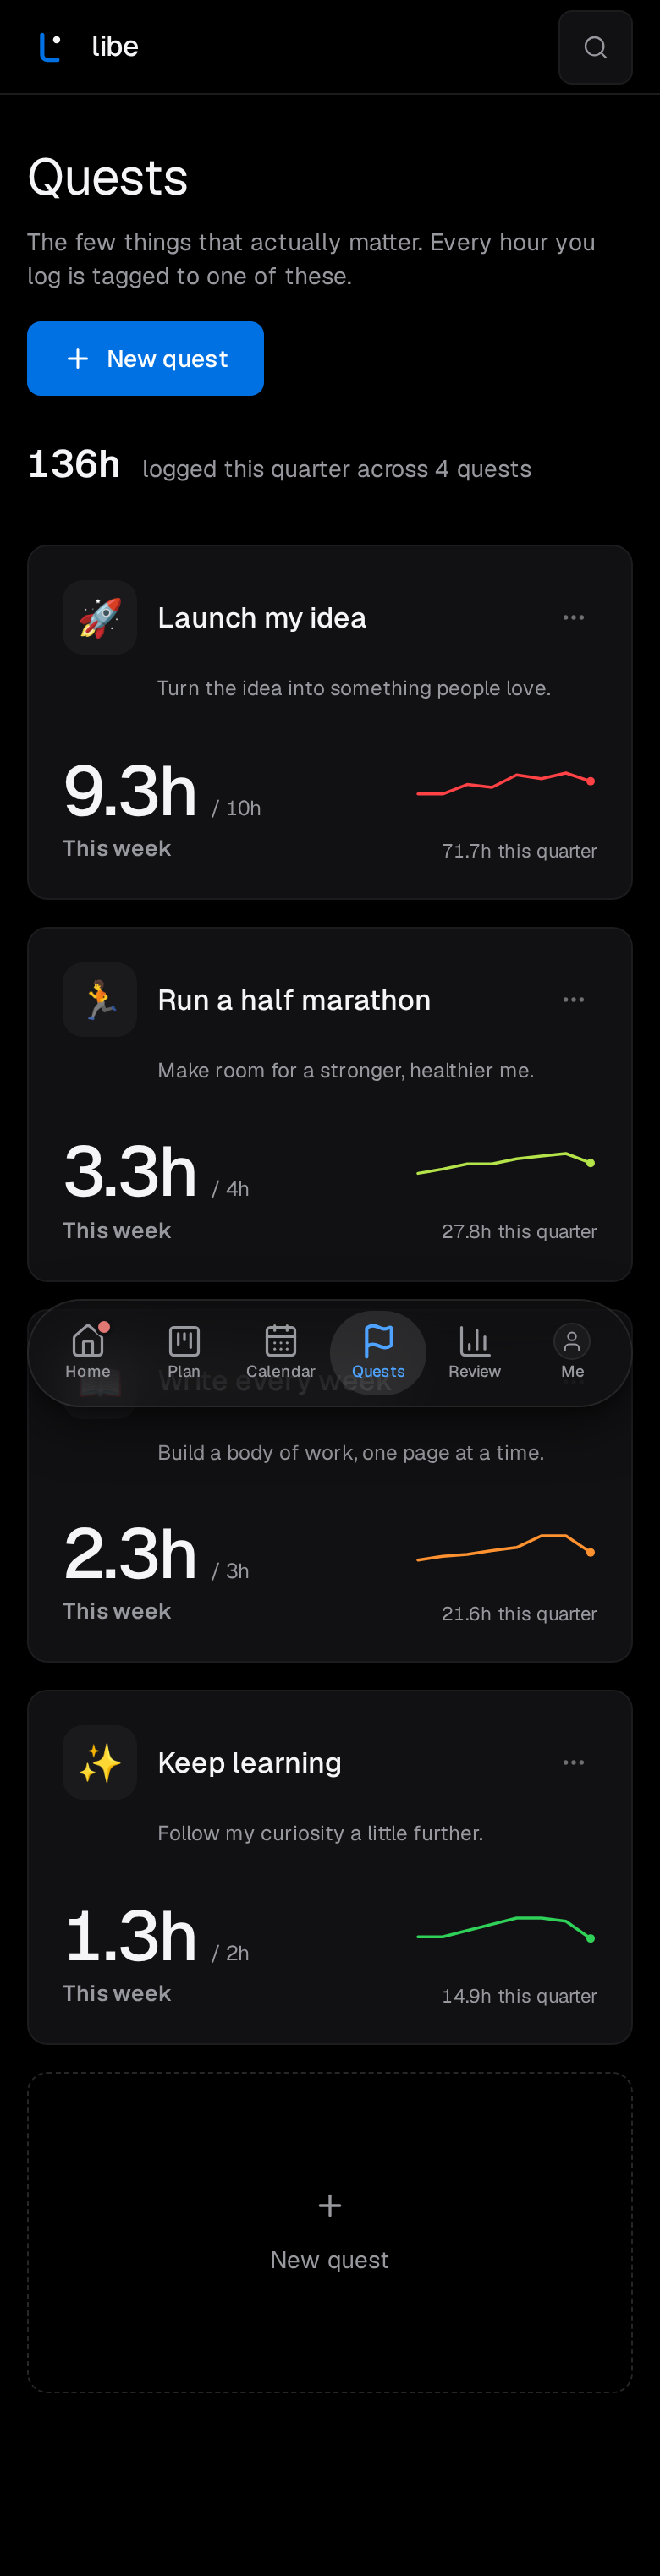 libe
Quests
The few things that actually matter. Every hour you
log is tagged to one of these.
New quest
136h logged this quarter across 4 quests
Launch my idea
Turn the idea into something people love.
9.3h / 10h
This week
71.7h this quarter
Run a half marathon
Make room for a stronger, healthier me.
3.3h / 4h
This week
27.8h this quarter
Home Plan Calendar Quests Review Me
Write every week
Build a body of work, one page at a time.
2.3h / 3h
This week
21.6h this quarter
Keep learning
Follow my curiosity a little further.
1.3h / 2h
This week
14.9h this quarter
New quest